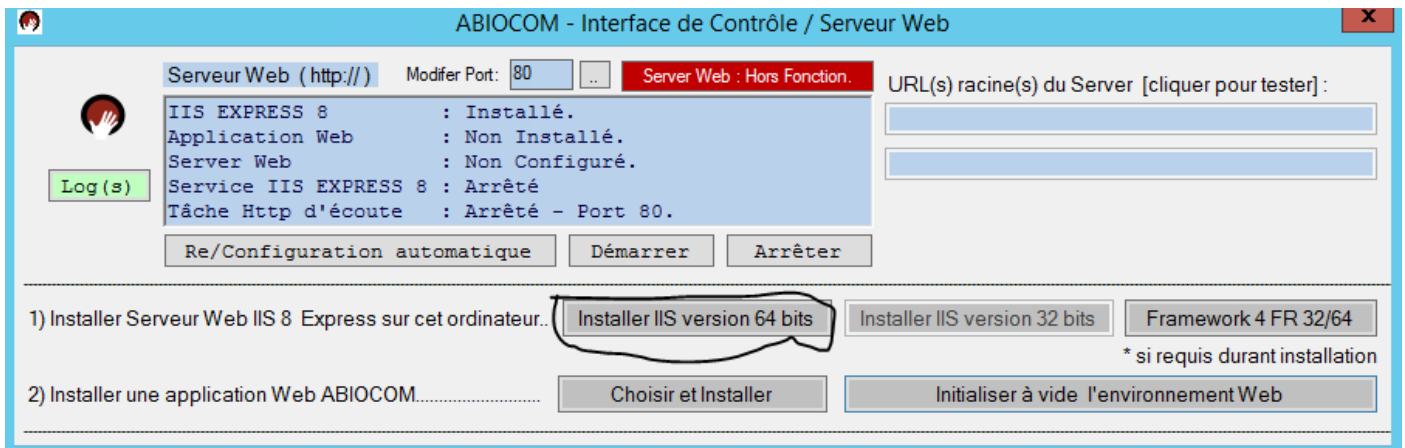 ABIOCOM - Interface de Contrôle / Serveur Web
x
Serveur Web ( http:// ) Modifer Port: 80 .. Server Web : Hors Fonction.
URL(s) racine(s) du Server [cliquer pour tester] :
IIS EXPRESS 8 : Installé.
Application Web : Non Installé.
Server Web : Non Configuré.
Service IIS EXPRESS 8 : Arrêté
Tâche Http d'écoute : Arrêté - Port 80.
Log(s)
Re/Configuration automatique Démarrer Arrêter
1) Installer Serveur Web IIS 8 Express sur cet ordinateur.. Installer IIS version 64 bits Installer IIS version 32 bits Framework 4 FR 32/64
* si requis durant installation
2) Installer une application Web ABIOCOM........................... Choisir et Installer Initialiser à vide l'environnement Web